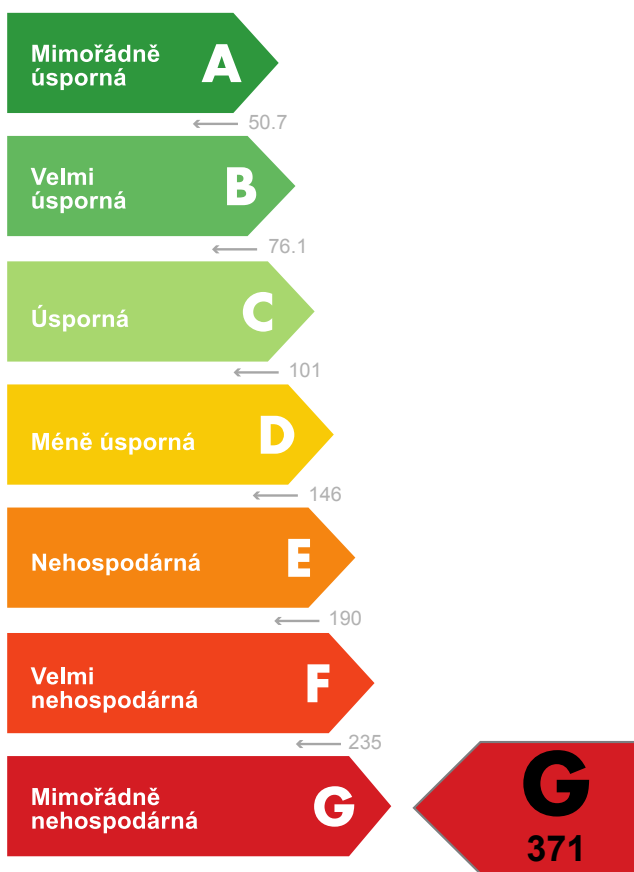 Mimořádně
úsporná
A
← 50.7
Velmi
úsporná
B
← 76.1
Úsporná
C
← 101
Méně úsporná
D
← 146
Nehospodárná
E
← 190
Velmi
nehospodárná
F
← 235
Mimořádně
nehospodárná
G
G
371